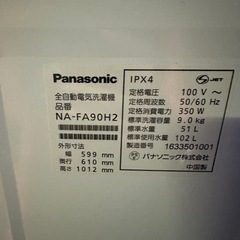 Panasonic
全自動電気洗濯機
品番
NA-FA90H2
外形寸法
幅 599 mm
奥行 610 mm
高さ 1012 mm
IPX4
JET
定格電圧 100 V～
定格周波数 50/60 Hz
定格消費電力 350 W
標準洗濯容量 9.0 kg
標準水量 51 L
標準使用水量 102 L
製造番号 1633501001
パナソニック株式会社
中国製